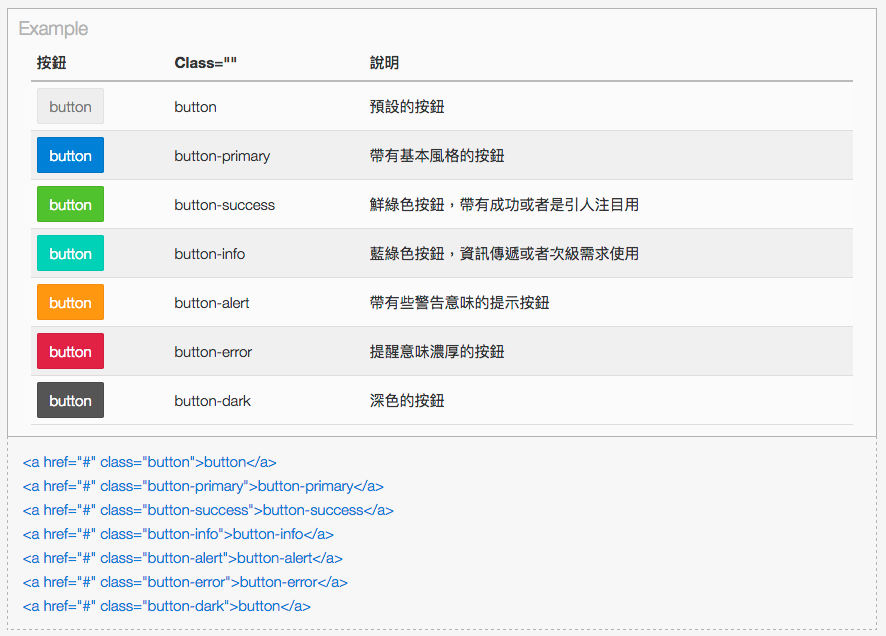 Example
按鈕 Class="" 說明
button button 預設的按鈕
button button-primary 帶有基本風格的按鈕
button button-success 鮮綠色按鈕，帶有成功或者是引人注目用
button button-info 藍綠色按鈕，資訊傳遞或者次級需求使用
button button-alert 帶有些警告意味的提示按鈕
button button-error 提醒意味濃厚的按鈕
button button-dark 深色的按鈕
<a href="#" class="button">button</a>
<a href="#" class="button-primary">button-primary</a>
<a href="#" class="button-success">button-success</a>
<a href="#" class="button-info">button-info</a>
<a href="#" class="button-alert">button-alert</a>
<a href="#" class="button-error">button-error</a>
<a href="#" class="button-dark">button</a>